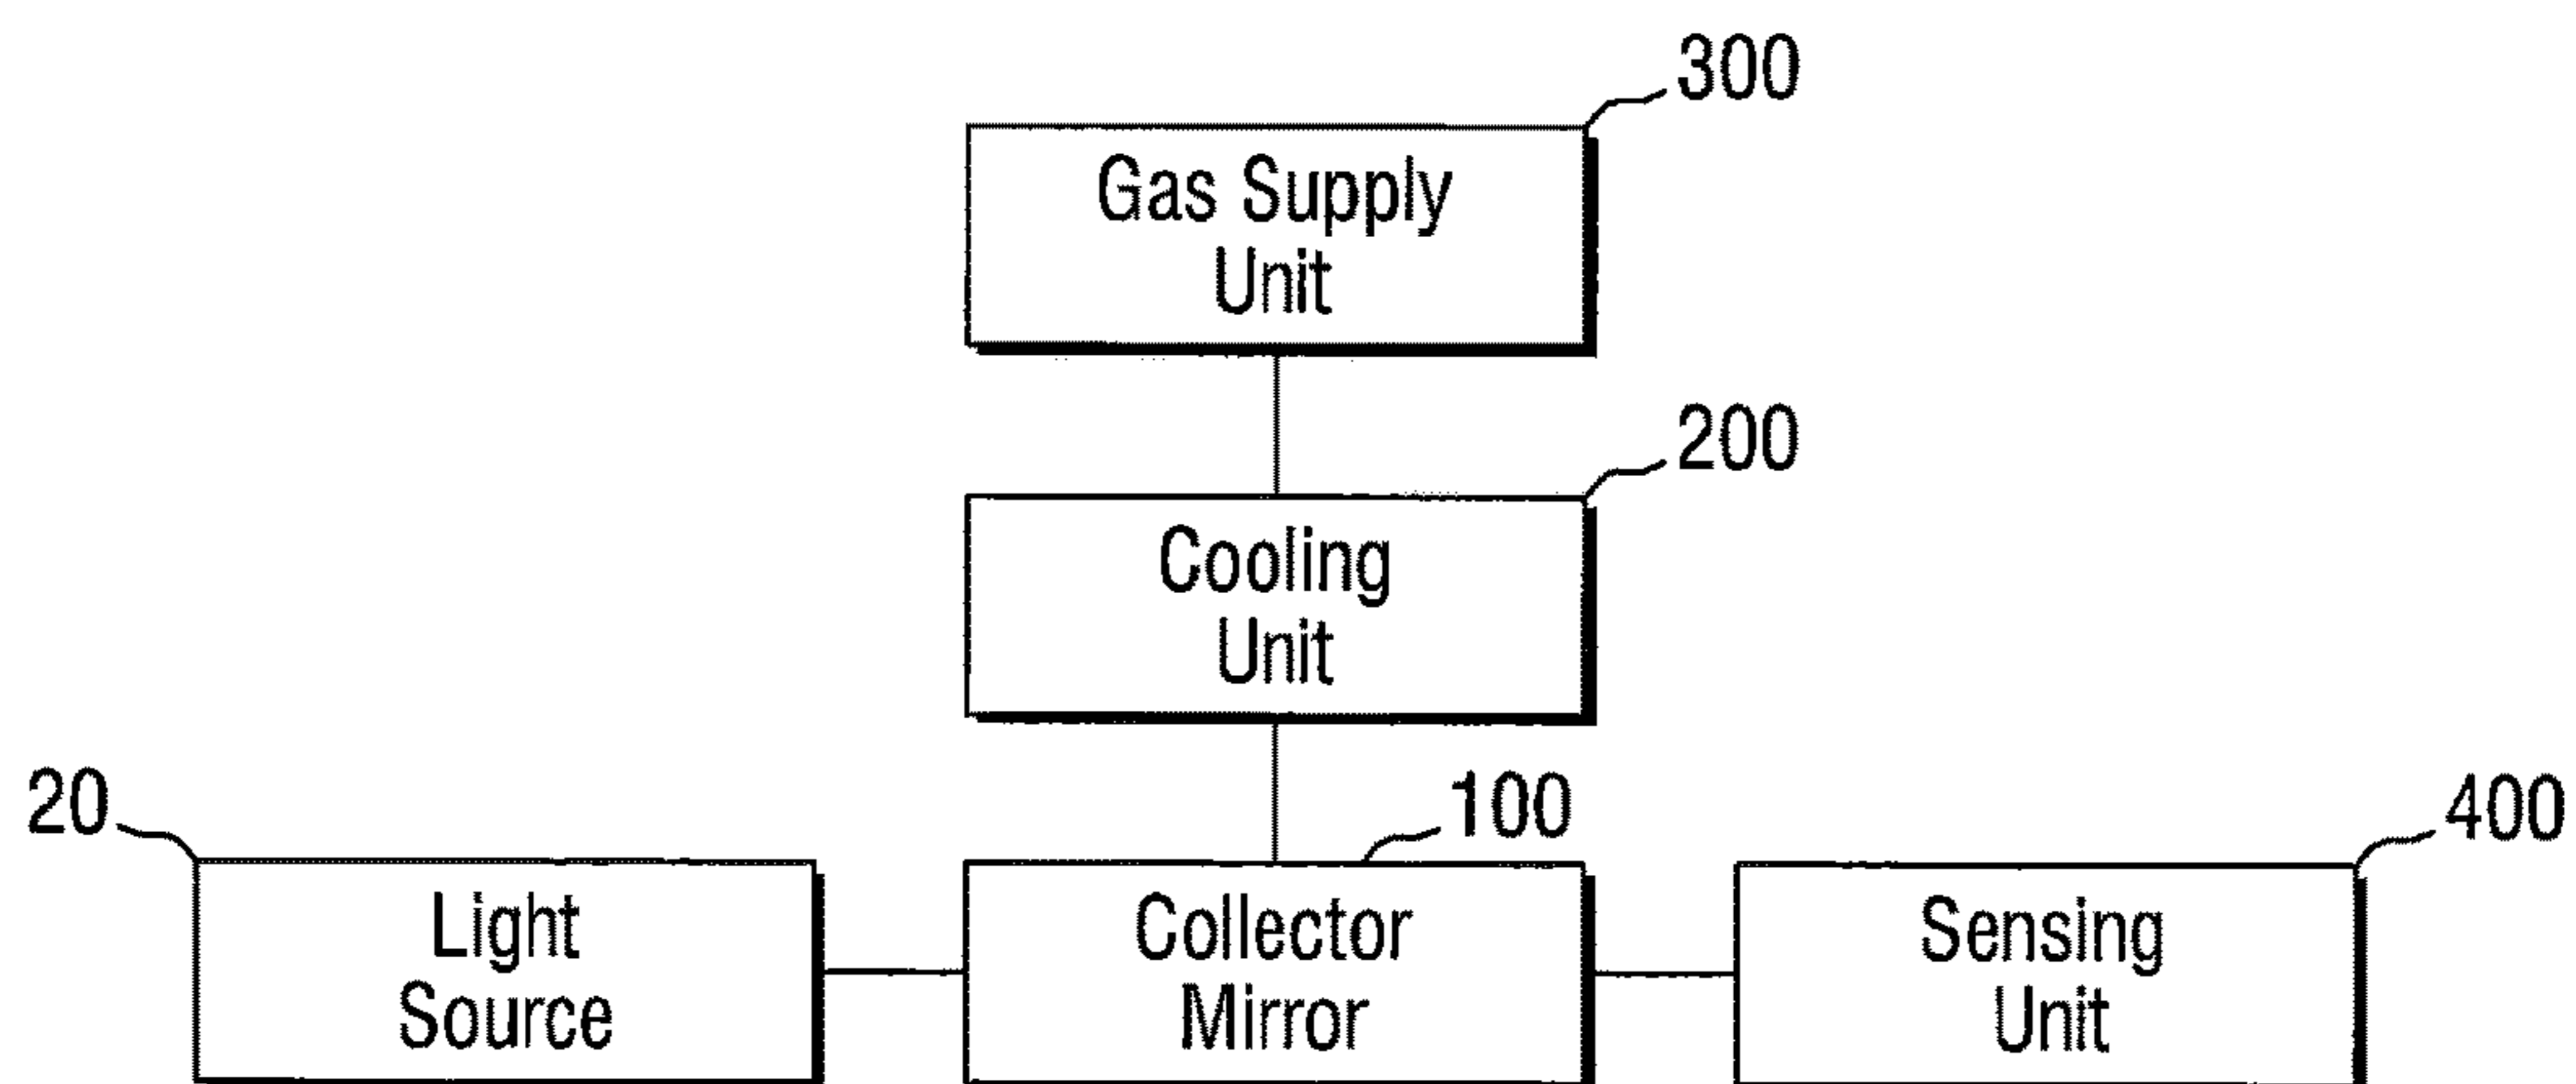 300
Gas Supply
Unit
200
Cooling
Unit
20
100
400
Light
Source
Collector
Mirror
Sensing
Unit